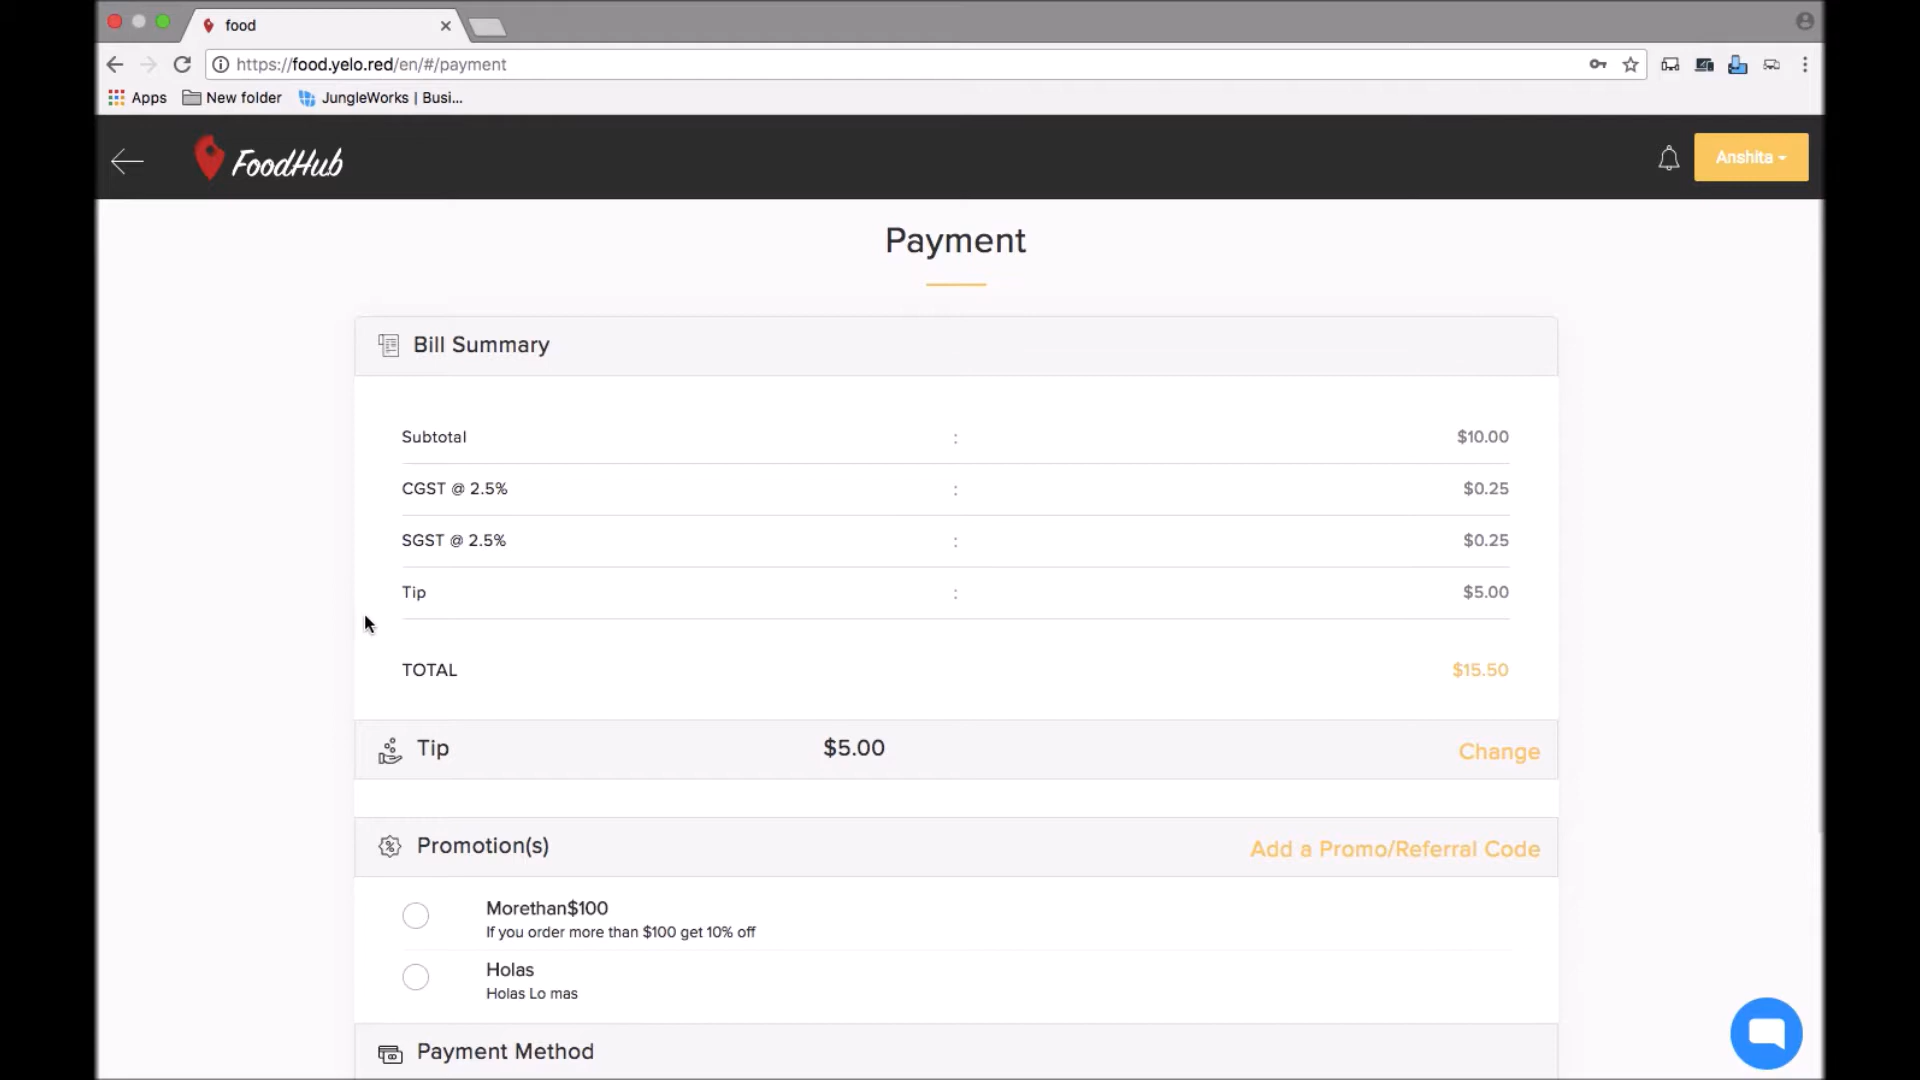 food
https://food.yelo.red/en/#/payment
Apps New folder JungleWorks | Busi...
FoodHub
Anshita
Payment
Bill Summary
Subtotal : $10.00
CGST @ 2.5% : $0.25
SGST @ 2.5% : $0.25
Tip : $5.00
TOTAL $15.50
Tip $5.00 Change
Promotion(s) Add a Promo/Referral Code
Morethan$100
If you order more than $100 get 10% off
Holas
Holas Lo mas
Payment Method